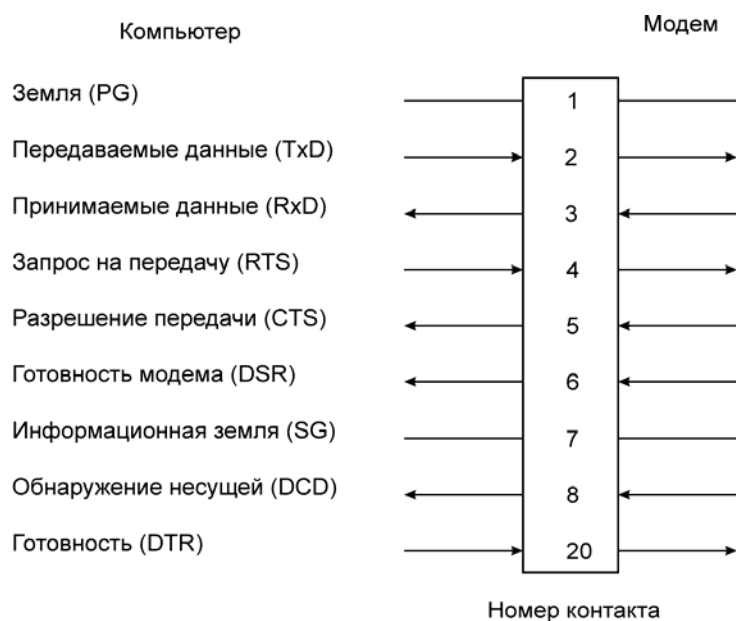 Компьютер
Модем
Земля (PG)
1
Передаваемые данные (TxD)
2
Принимаемые данные (RxD)
3
Запрос на передачу (RTS)
4
Разрешение передачи (CTS)
5
Готовность модема (DSR)
6
Информационная земля (SG)
7
Обнаружение несущей (DCD)
8
Готовность (DTR)
20
Номер контакта